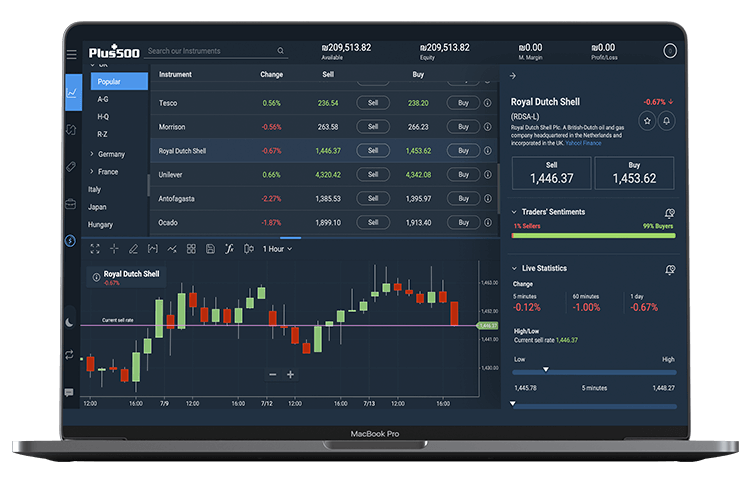 Plus500
Search our Instruments
₪209,513.82
Available
₪209,513.82
Equity
₪0.00
M. Margin
₪0.00
Profit/Loss
Popular
A-G
H-Q
R-Z
Germany
France
Italy
Japan
Hungary
Instrument Change Sell Buy
Tesco 0.56% 236.54 Sell 238.20 Buy
Morrison -0.56% 263.58 Sell 266.23 Buy
Royal Dutch Shell -0.67% 1,446.37 Sell 1,453.62 Buy
Unilever 0.66% 4,320.42 Sell 4,342.08 Buy
Antofagasta -2.27% 1,385.53 Sell 1,395.97 Buy
Ocado -1.87% 1,899.10 Sell 1,913.40 Buy
1 Hour
Royal Dutch Shell
-0.67%
Current sell rate
1,446.37
1,441.00
12:00 16:00 7/9 12:00 16:00 7/12 12:00 16:00 7/13 12:00 16:00
Royal Dutch Shell -0.67%
(RDSA-L)
Royal Dutch Shell Plc. A British-Dutch oil and gas
company headquartered in the Netherlands and
incorporated in the UK. Yahoo! Finance
Sell
1,446.37
Buy
1,453.62
Traders' Sentiments
1% Sellers 99% Buyers
Live Statistics
Change
5 minutes 60 minutes 1 day
-0.12% -1.00% -0.67%
High/Low
Current sell rate 1,446.37
Low High
1,445.78 5 minutes 1,448.27
MacBook Pro